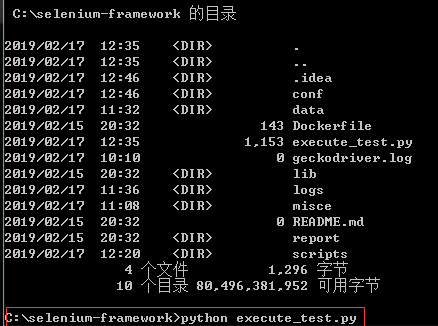 C:\selenium-framework 的目录
2019/02/17  12:35    <DIR>          .
2019/02/17  12:35    <DIR>          ..
2019/02/17  12:46    <DIR>          .idea
2019/02/17  12:46    <DIR>          conf
2019/02/17  11:32    <DIR>          data
2019/02/15  20:32               143 Dockerfile
2019/02/17  12:35             1,153 execute_test.py
2019/02/17  10:10                 0 geckodriver.log
2019/02/15  20:32    <DIR>          lib
2019/02/17  11:36    <DIR>          logs
2019/02/17  11:08    <DIR>          misce
2019/02/15  20:32                 0 README.md
2019/02/15  20:32    <DIR>          report
2019/02/17  12:20    <DIR>          scripts
4 个文件          1,296 字节
10 个目录 80,496,381,952 可用字节
C:\selenium-framework>python execute_test.py